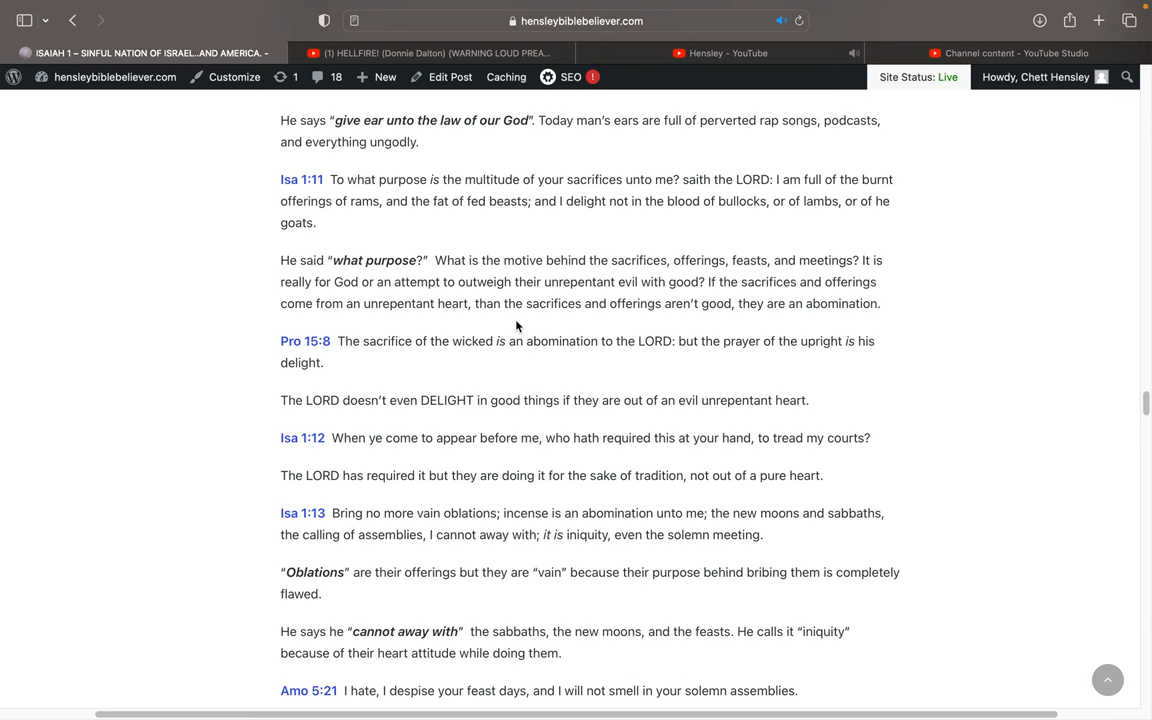 hensleybiblebeliever.com
ISAIAH 1 – SINFUL NATION OF ISRAEL..AND AMERICA. -
(1) HELLFIRE! (Donnie Dalton) (WARNING LOUD PREA...
Hensley - YouTube
Channel content - YouTube Studio
hensleybiblebeliever.com Customize 1 18 New Edit Post Caching SEO ! Site Status: Live Howdy, Chett Hensley
He says “give ear unto the law of our God”. Today man’s ears are full of perverted rap songs, podcasts,
and everything ungodly.
Isa 1:11 To what purpose is the multitude of your sacrifices unto me? saith the LORD: I am full of the burnt
offerings of rams, and the fat of fed beasts; and I delight not in the blood of bullocks, or of lambs, or of he
goats.
He said “what purpose?” What is the motive behind the sacrifices, offerings, feasts, and meetings? It is
really for God or an attempt to outweigh their unrepentant evil with good? If the sacrifices and offerings
come from an unrepentant heart, than the sacrifices and offerings aren’t good, they are an abomination.
Pro 15:8 The sacrifice of the wicked is an abomination to the LORD: but the prayer of the upright is his
delight.
The LORD doesn’t even DELIGHT in good things if they are out of an evil unrepentant heart.
Isa 1:12 When ye come to appear before me, who hath required this at your hand, to tread my courts?
The LORD has required it but they are doing it for the sake of tradition, not out of a pure heart.
Isa 1:13 Bring no more vain oblations; incense is an abomination unto me; the new moons and sabbaths,
the calling of assemblies, I cannot away with; it is iniquity, even the solemn meeting.
“Oblations” are their offerings but they are “vain” because their purpose behind bribing them is completely
flawed.
He says he “cannot away with” the sabbaths, the new moons, and the feasts. He calls it “iniquity”
because of their heart attitude while doing them.
Amo 5:21 I hate, I despise your feast days, and I will not smell in your solemn assemblies.